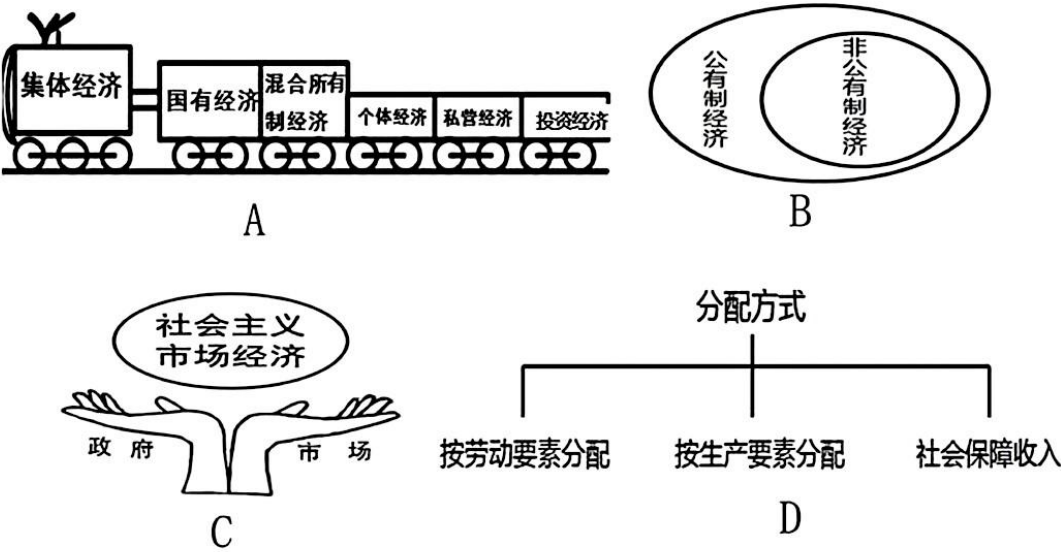 集体经济
国有经济
混合所有
制经济
个体经济
私营经济
投资经济
A
公有制经济
非公有制经济
B
社会主义
市场经济
政府
市场
C
分配方式
按劳动要素分配
按生产要素分配
社会保障收入
D